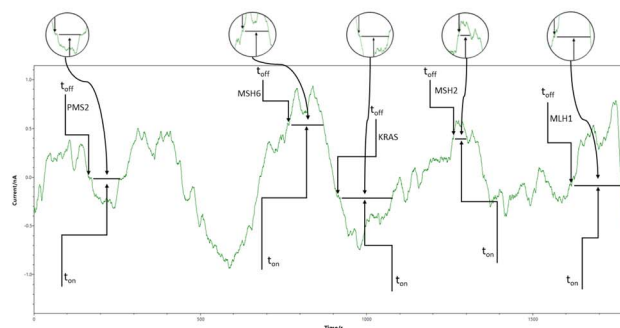 t_off
t_off
t_off
t_off
t_off
PMS2
MSH6
KRAS
MSH2
MLH1
1.0
0.5
0.0
-0.5
-1.0
Current/nA
t_on
t_on
t_on
t_on
t_on
0
500
1000
1500
Time/s